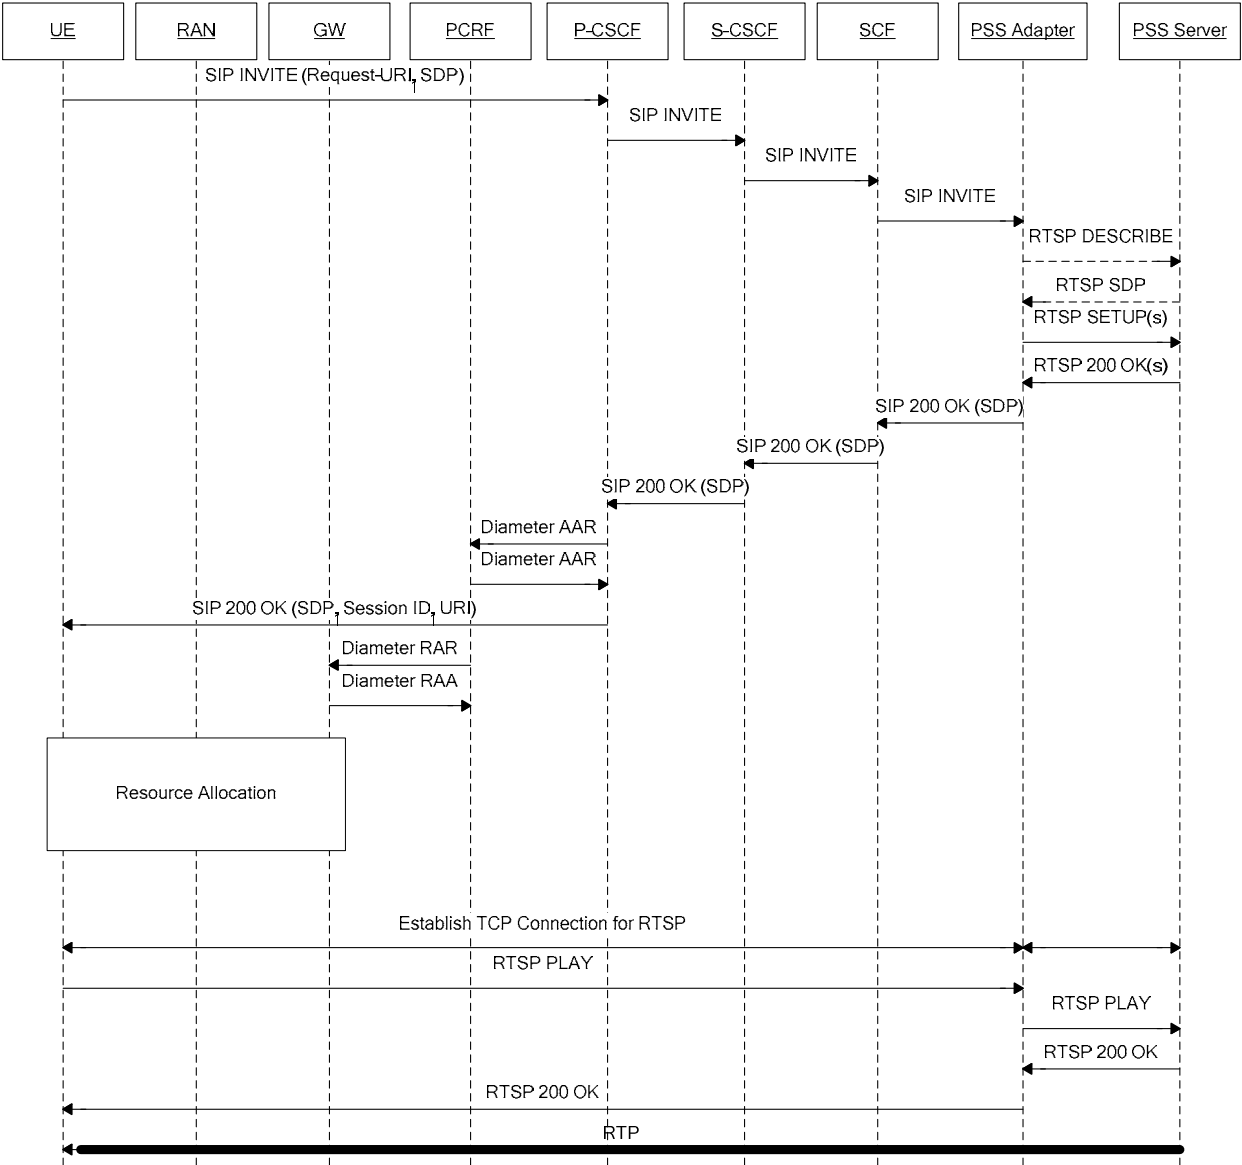 UE
RAN
GW
PCRF
P-CSCF
S-CSCF
SCF
PSS Adapter
PSS Server
SIP INVITE (Request-URI, SDP)
SIP INVITE
SIP INVITE
SIP INVITE
RTSP DESCRIBE
RTSP SDP
RTSP SETUP(s)
RTSP 200 OK(s)
SIP 200 OK (SDP)
SIP 200 OK (SDP)
SIP 200 OK (SDP)
Diameter AAR
Diameter AAR
SIP 200 OK (SDP, Session ID, URI)
Diameter RAR
Diameter RAA
Resource Allocation
Establish TCP Connection for RTSP
RTSP PLAY
RTSP PLAY
RTSP 200 OK
RTSP 200 OK
RTP